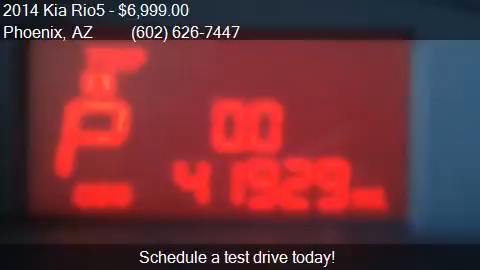 2014 Kia Rio5 - $6,999.00
Phoenix, AZ (602) 626-7447
P
00
41929
Schedule a test drive today!